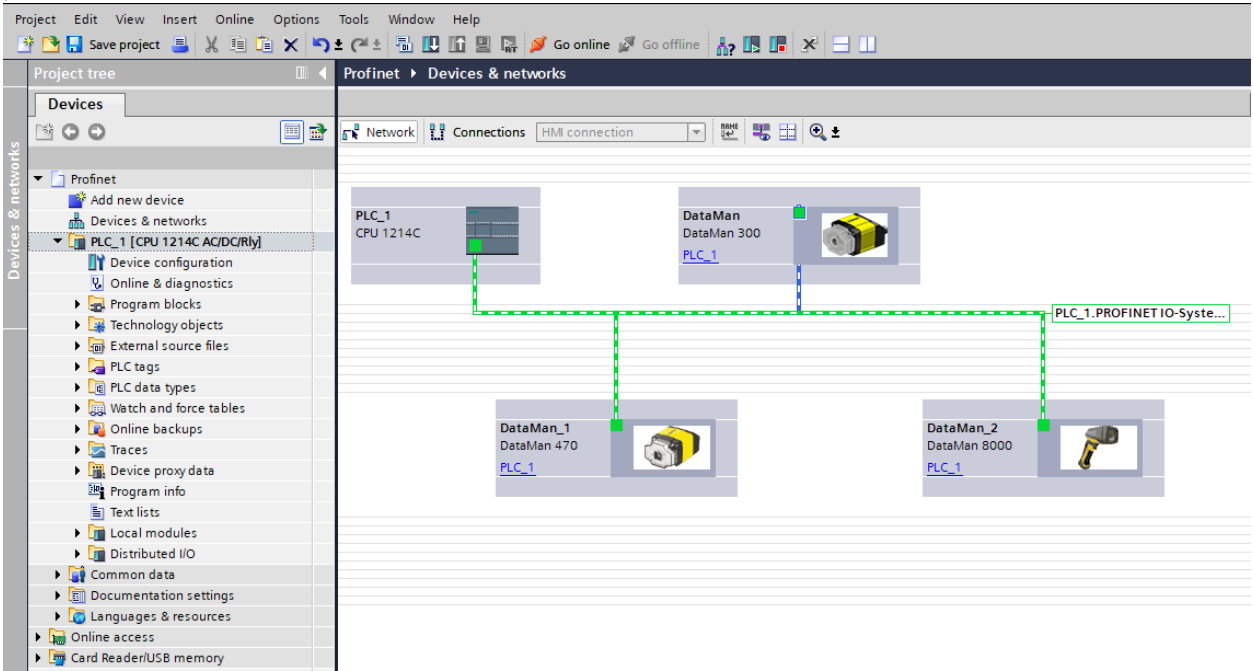 Project Edit View Insert Online Options Tools Window Help
Save project Go online Go offline
Project tree
Profinet Devices & networks
Devices
Network Connections HMI connection
Devices & networks
Profinet
Add new device
Devices & networks
PLC_1 [CPU 1214C AC/DC/Rly]
Device configuration
Online & diagnostics
Program blocks
Technology objects
External source files
PLC tags
PLC data types
Watch and force tables
Online backups
Traces
Device proxy data
Program info
Text lists
Local modules
Distributed I/O
Common data
Documentation settings
Languages & resources
Online access
Card Reader/USB memory
PLC_1
CPU 1214C
DataMan
DataMan 300
PLC_1
PLC_1.PROFINET IO-Syste...
DataMan_1
DataMan 470
PLC_1
DataMan_2
DataMan 8000
PLC_1